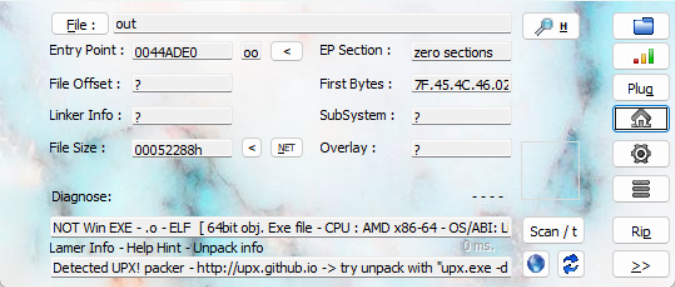 File : out H
Entry Point : 0044ADE0 oo < EP Section : zero sections
File Offset : ? First Bytes : 7F.45.4C.46.02 Plug
Linker Info : ? SubSystem : ?
File Size : 00052288h < NET Overlay : ?
Diagnose: ----
NOT Win EXE - .o - ELF [ 64bit obj. Exe file - CPU : AMD x86-64 - OS/ABI: L Scan / t Rip
Lamer Info - Help Hint - Unpack info 0 ms.
Detected UPX! packer - http://upx.github.io -> try unpack with "upx.exe -d >>